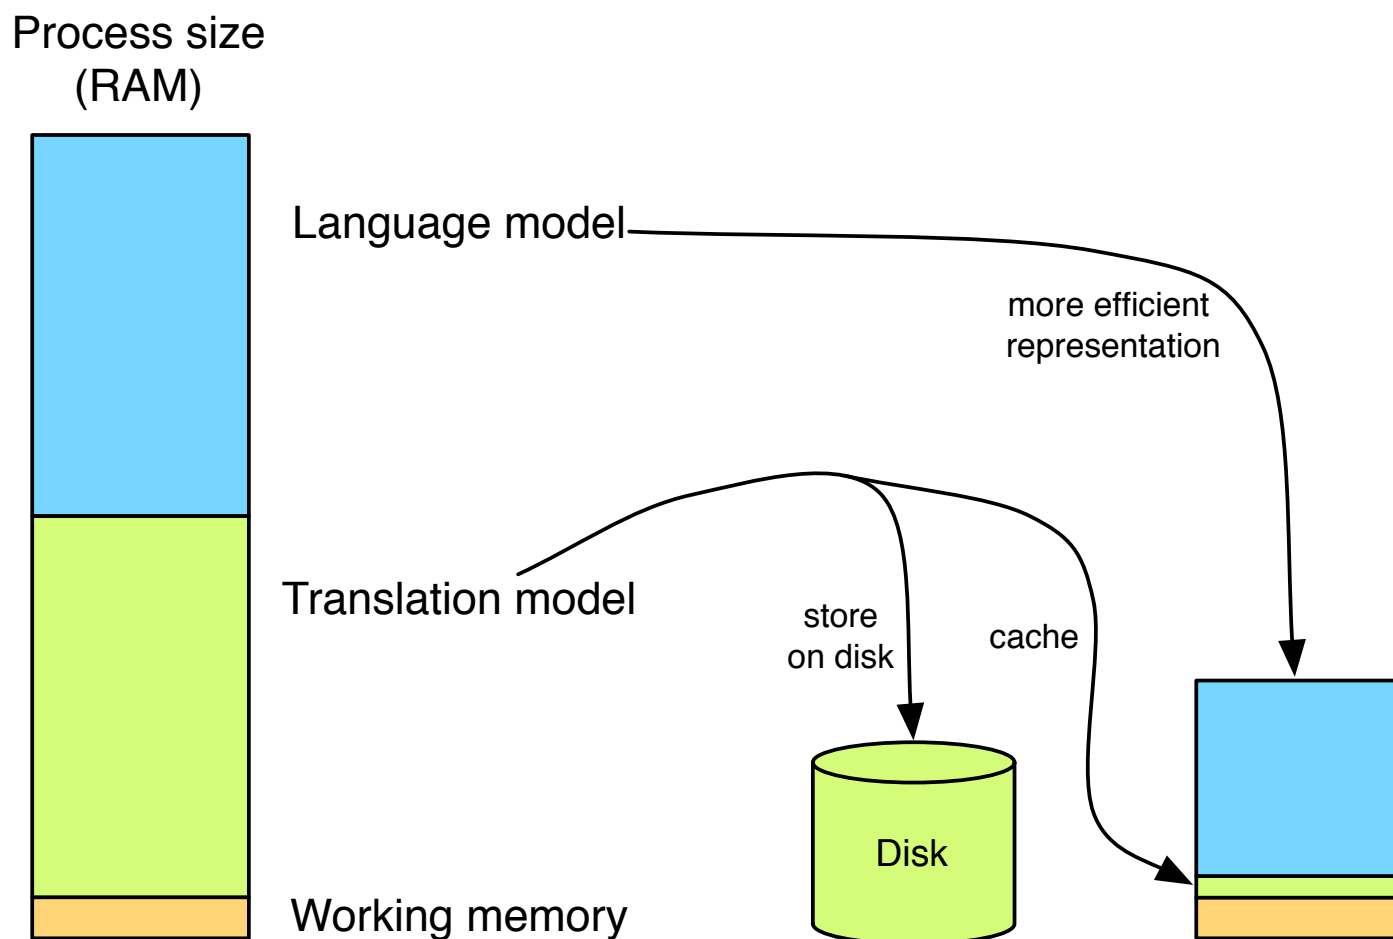 Process size
(RAM)
Language model
more efficient
representation
Translation model
store
on disk
cache
Disk
Working memory